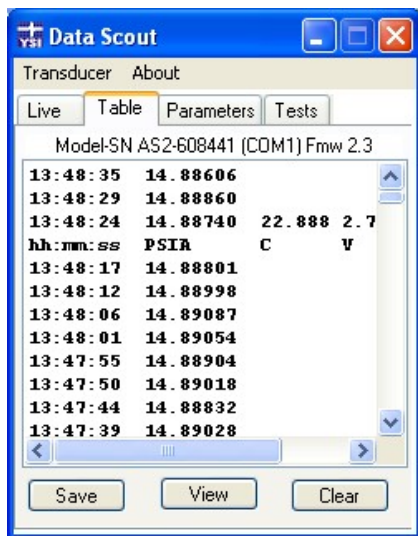 YSI Data Scout
Transducer About
Live Table Parameters Tests
Model-SN AS2-608441 (COM1) Fmw 2.3
13:48:35 14.88606
13:48:29 14.88860
13:48:24 14.88740 22.888 2.7
hh:mm:ss PSIA C V
13:48:17 14.88801
13:48:12 14.88998
13:48:06 14.89087
13:48:01 14.89054
13:47:55 14.88904
13:47:50 14.89018
13:47:44 14.88832
13:47:39 14.89028
Save View Clear